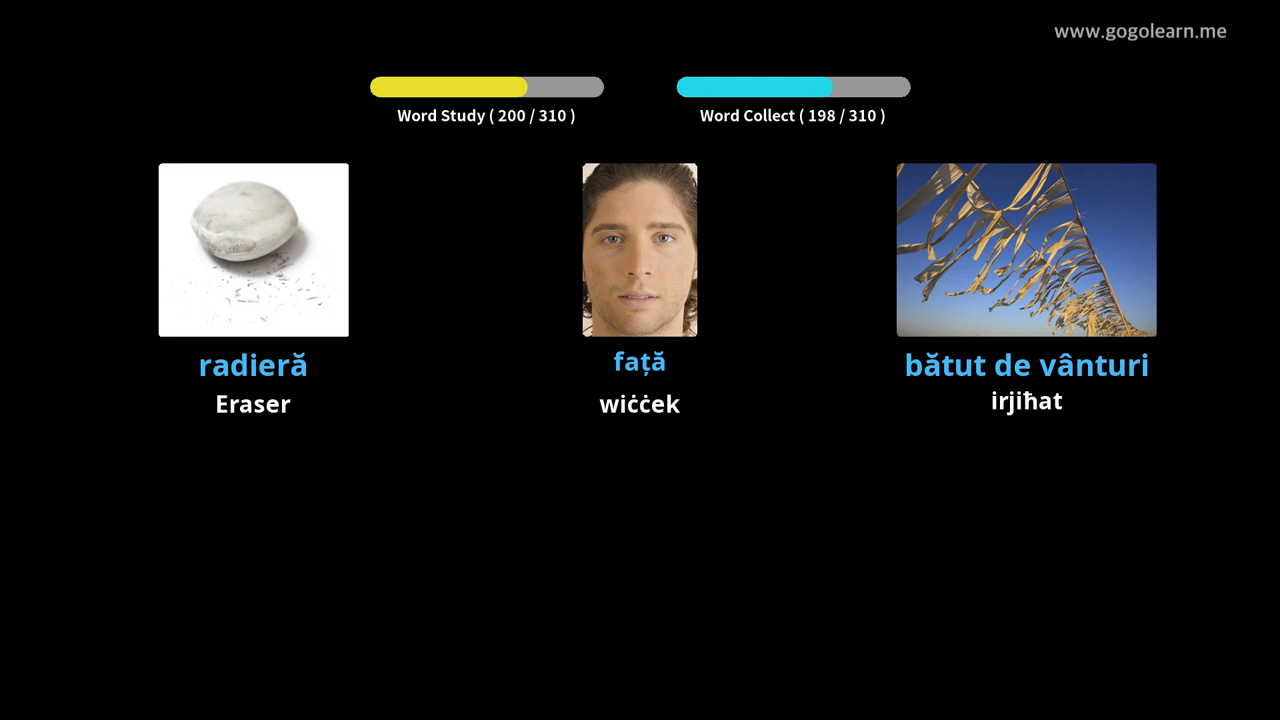 www.gogolearn.me
Word Study ( 200 / 310 )
Word Collect ( 198 / 310 )
radieră
Eraser
față
wiċċek
bătut de vânturi
irjiħat